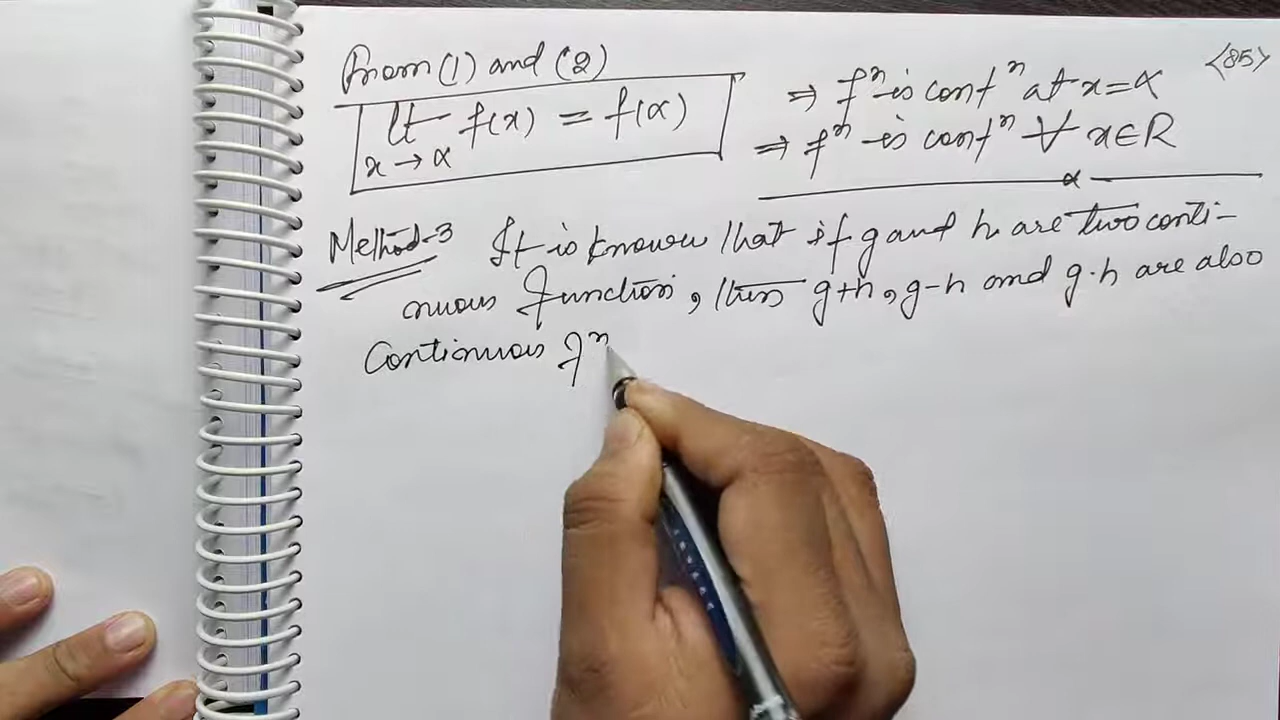 From (1) and (2)
<85>
lt f(x) = f(α)
x → α
⇒ fⁿ is contⁿ at x=α
⇒ fⁿ is contⁿ ∀ x∈R
Method-3 It is known that if g and h are two conti-
nuous function, then g+h, g-h and g.h are also
continuous fⁿ